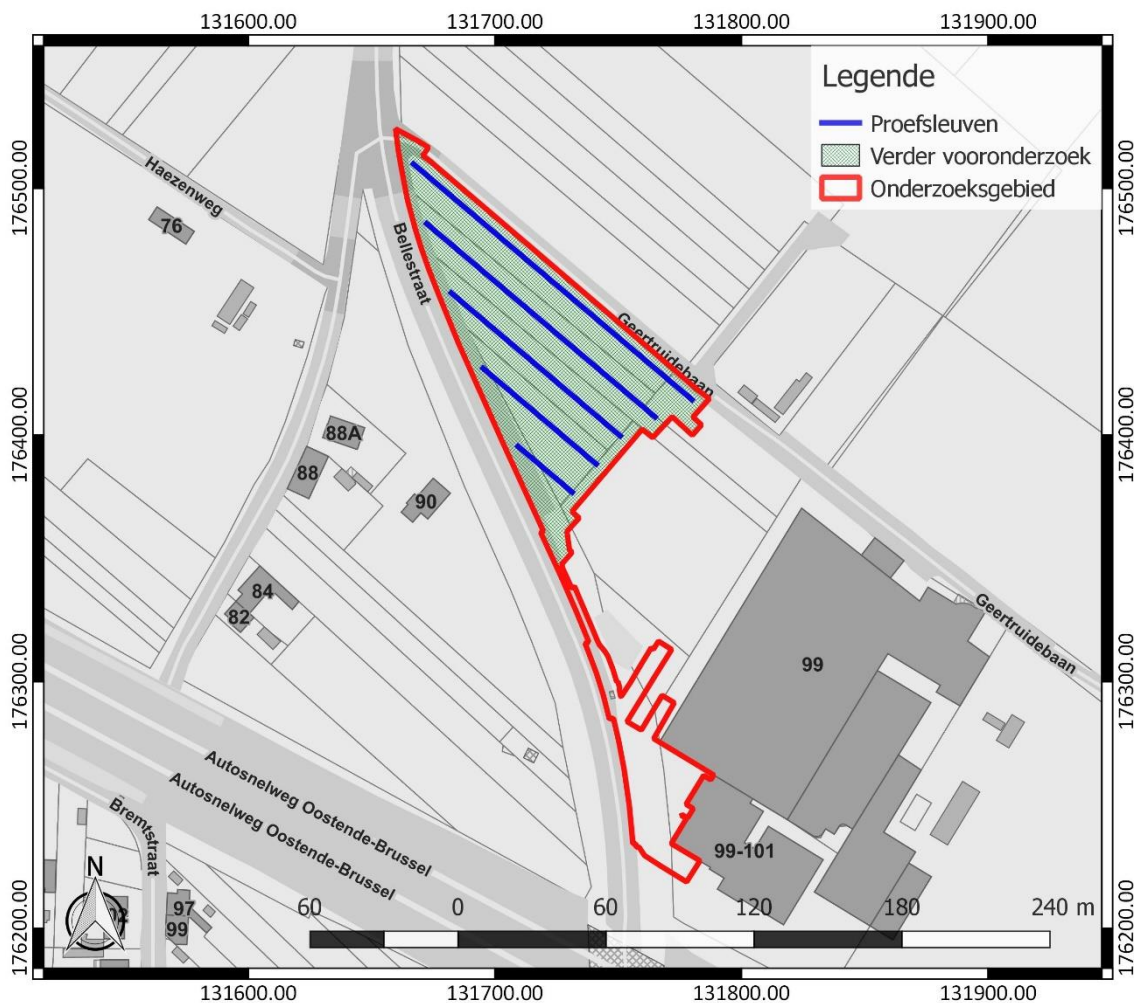 131600.00 131700.00 131800.00 131900.00
Legende
Proefsleuven
Verder vooronderzoek
Onderzoeksgebied
176500.00
176500.00
Haezenweg
76
Bellestraat
Geertruidebaan
176400.00
176400.00
88A
88
90
84
82
Geertruidebaan
99
176300.00
176300.00
Autosnelweg Oostende-Brussel
Autosnelweg Oostende-Brussel
Bremtstraat
99-101
N
97
99
60 0 60 120 180 240 m
176200.00
176200.00
131600.00 131700.00 131800.00 131900.00